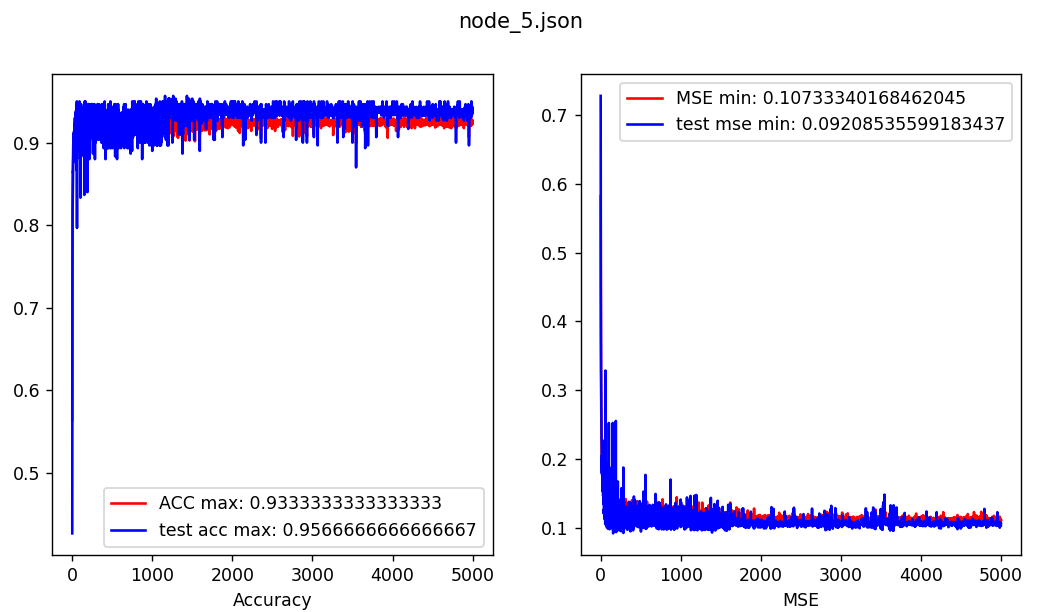 node_5.json
0.9
0.8
0.7
0.6
0.5
ACC max: 0.9333333333333333
test acc max: 0.9566666666666667
0 1000 2000 3000 4000 5000
Accuracy
MSE min: 0.10733340168462045
test mse min: 0.09208535599183437
0.7
0.6
0.5
0.4
0.3
0.2
0.1
0 1000 2000 3000 4000 5000
MSE